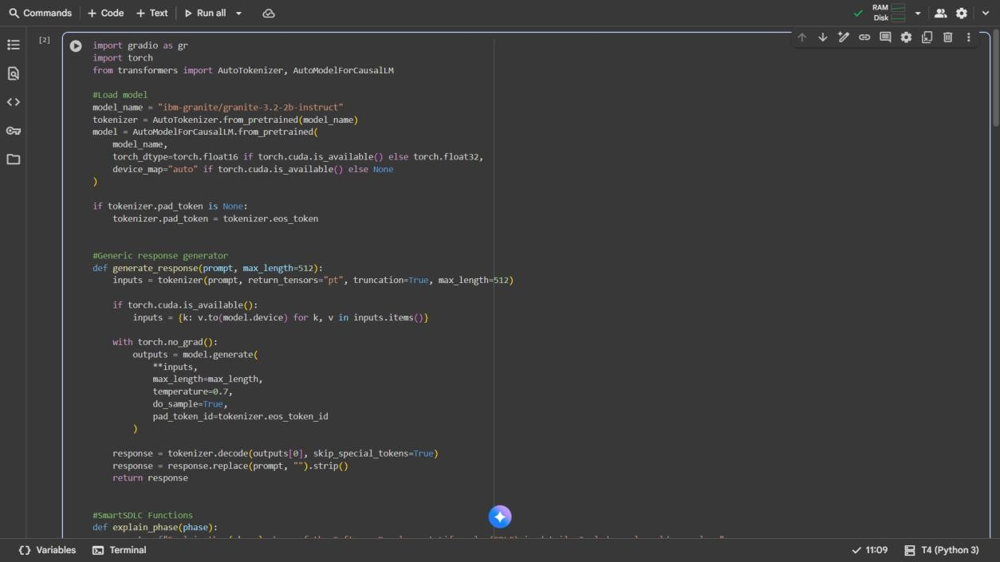 Commands + Code + Text Run all
RAM
Disk
[2]
import gradio as gr
import torch
from transformers import AutoTokenizer, AutoModelForCausalLM
#Load model
model_name = "ibm-granite/granite-3.2-2b-instruct"
tokenizer = AutoTokenizer.from_pretrained(model_name)
model = AutoModelForCausalLM.from_pretrained(
    model_name,
    torch_dtype=torch.float16 if torch.cuda.is_available() else torch.float32,
    device_map="auto" if torch.cuda.is_available() else None
)
if tokenizer.pad_token is None:
    tokenizer.pad_token = tokenizer.eos_token
#Generic response generator
def generate_response(prompt, max_length=512):
    inputs = tokenizer(prompt, return_tensors="pt", truncation=True, max_length=512)
    if torch.cuda.is_available():
        inputs = {k: v.to(model.device) for k, v in inputs.items()}
    with torch.no_grad():
        outputs = model.generate(
            **inputs,
            max_length=max_length,
            temperature=0.7,
            do_sample=True,
            pad_token_id=tokenizer.eos_token_id
        )
    response = tokenizer.decode(outputs[0], skip_special_tokens=True)
    response = response.replace(prompt, "").strip()
    return response
#SmartSDLC Functions
def explain_phase(phase):
Variables Terminal 11:09 T4 (Python 3)